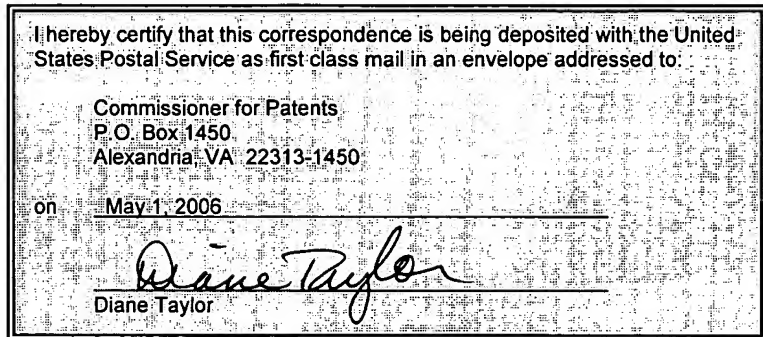 I hereby certify that this correspondence is being deposited with the United
States Postal Service as first class mail in an envelope addressed to:
Commissioner for Patents
P.O. Box 1450
Alexandria, VA 22313-1450
on May 1, 2006
Diane Taylor
Diane Taylor